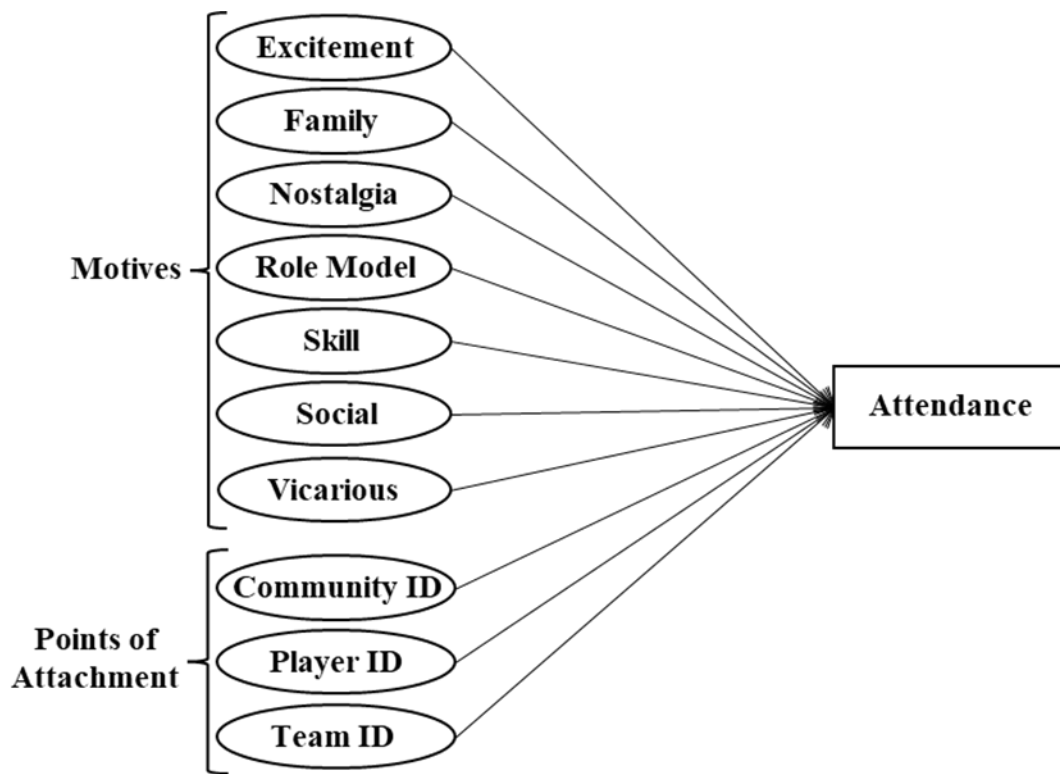 Motives
Excitement
Family
Nostalgia
Role Model
Skill
Social
Vicarious
Points of
Attachment
Community ID
Player ID
Team ID
Attendance